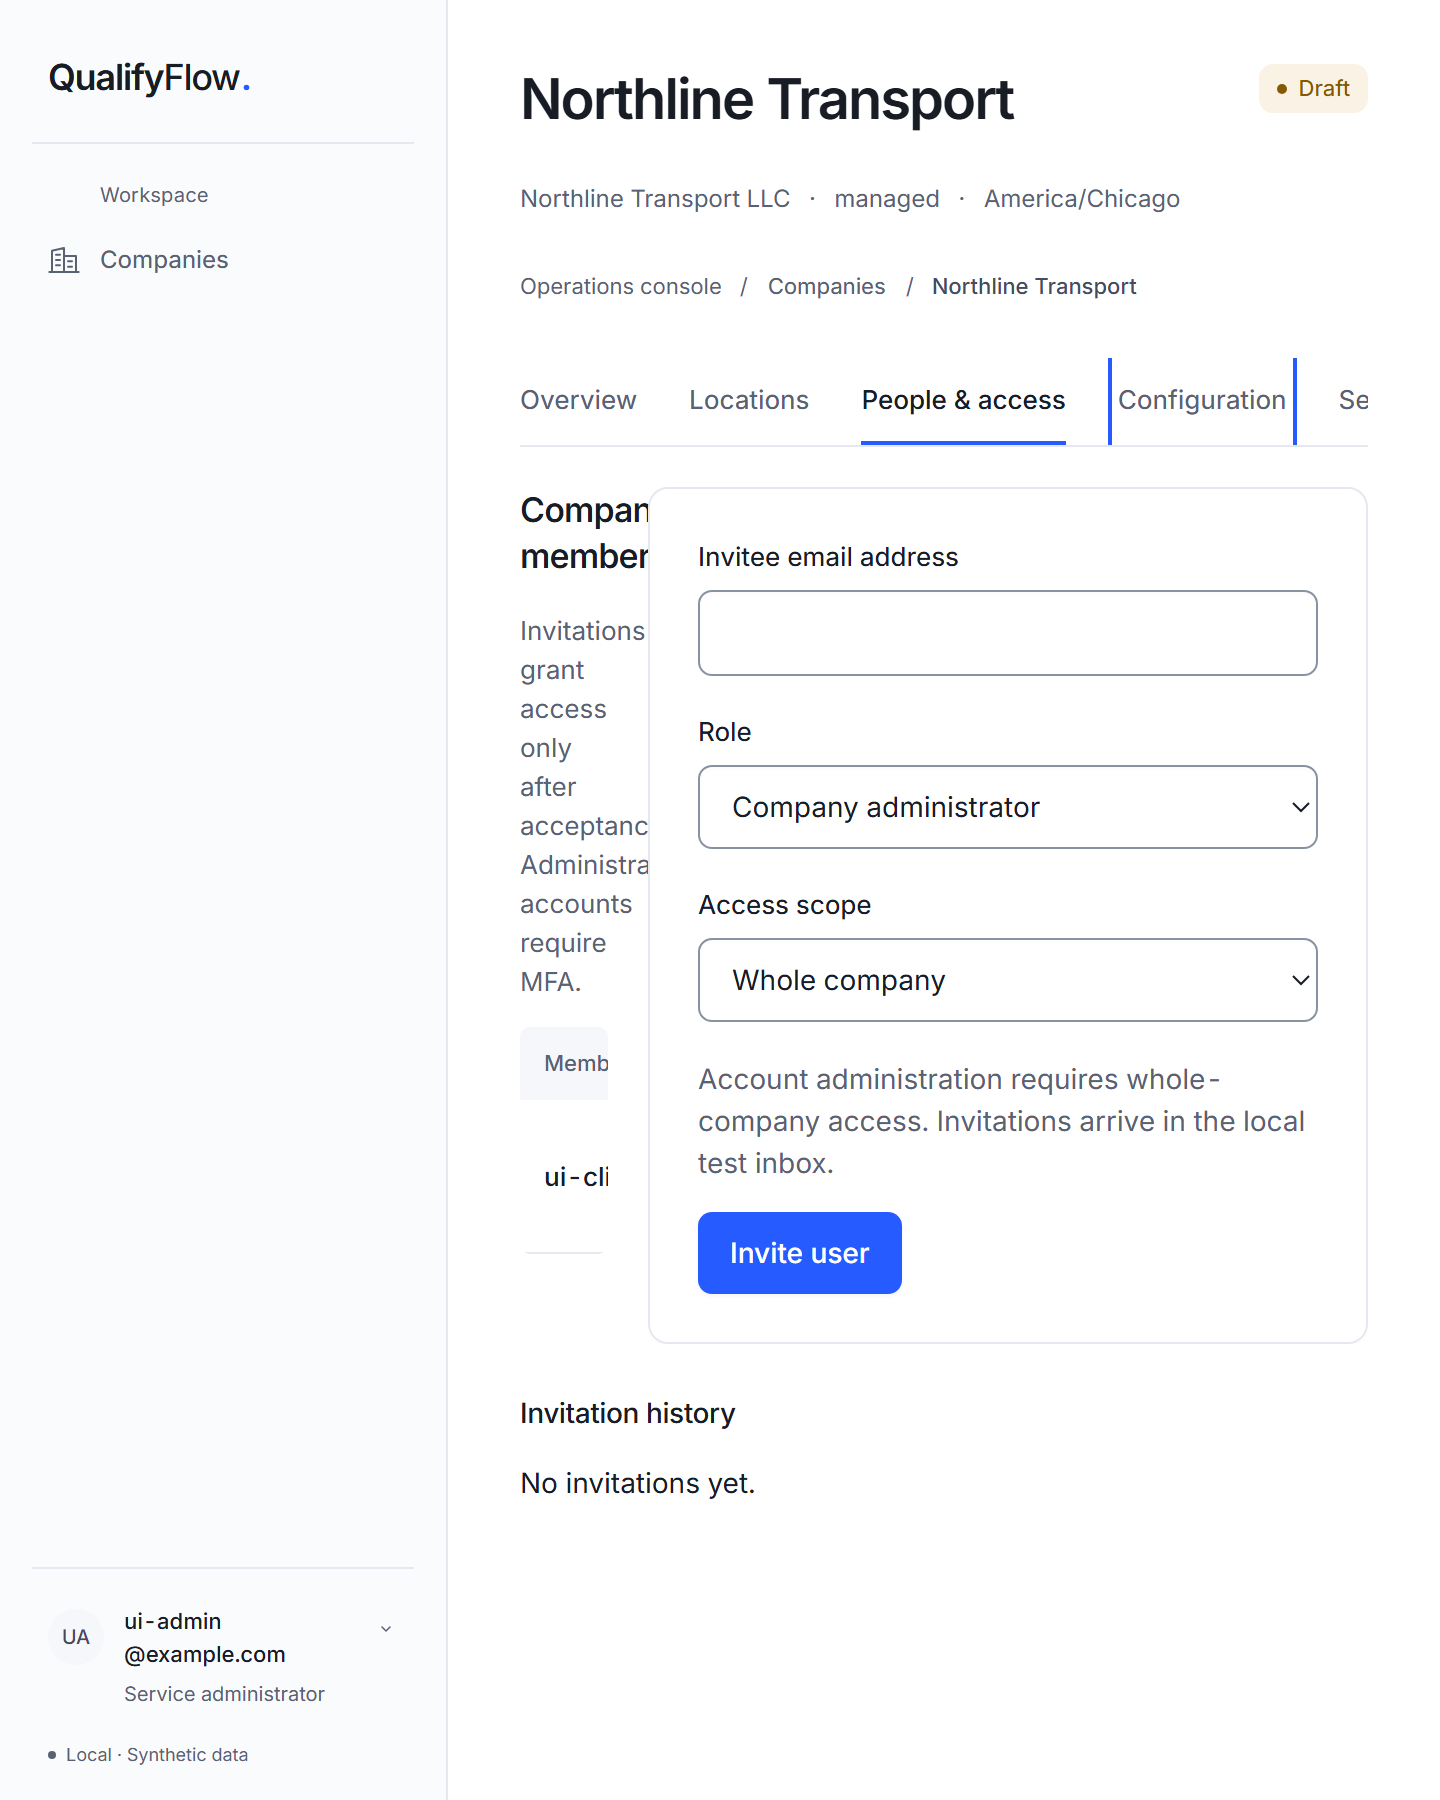 QualifyFlow.
Workspace
Companies
Northline Transport
Draft
Northline Transport LLC · managed · America/Chicago
Operations console / Companies / Northline Transport
Overview Locations People & access Configuration Se
Compan
member
Invitations
grant
access
only
after
acceptanc
Administra
accounts
require
MFA.
Memb
ui-cli
Invitee email address
Role
Company administrator
Access scope
Whole company
Account administration requires whole-
company access. Invitations arrive in the local
test inbox.
Invite user
Invitation history
No invitations yet.
UA
ui-admin
@example.com
Service administrator
Local · Synthetic data